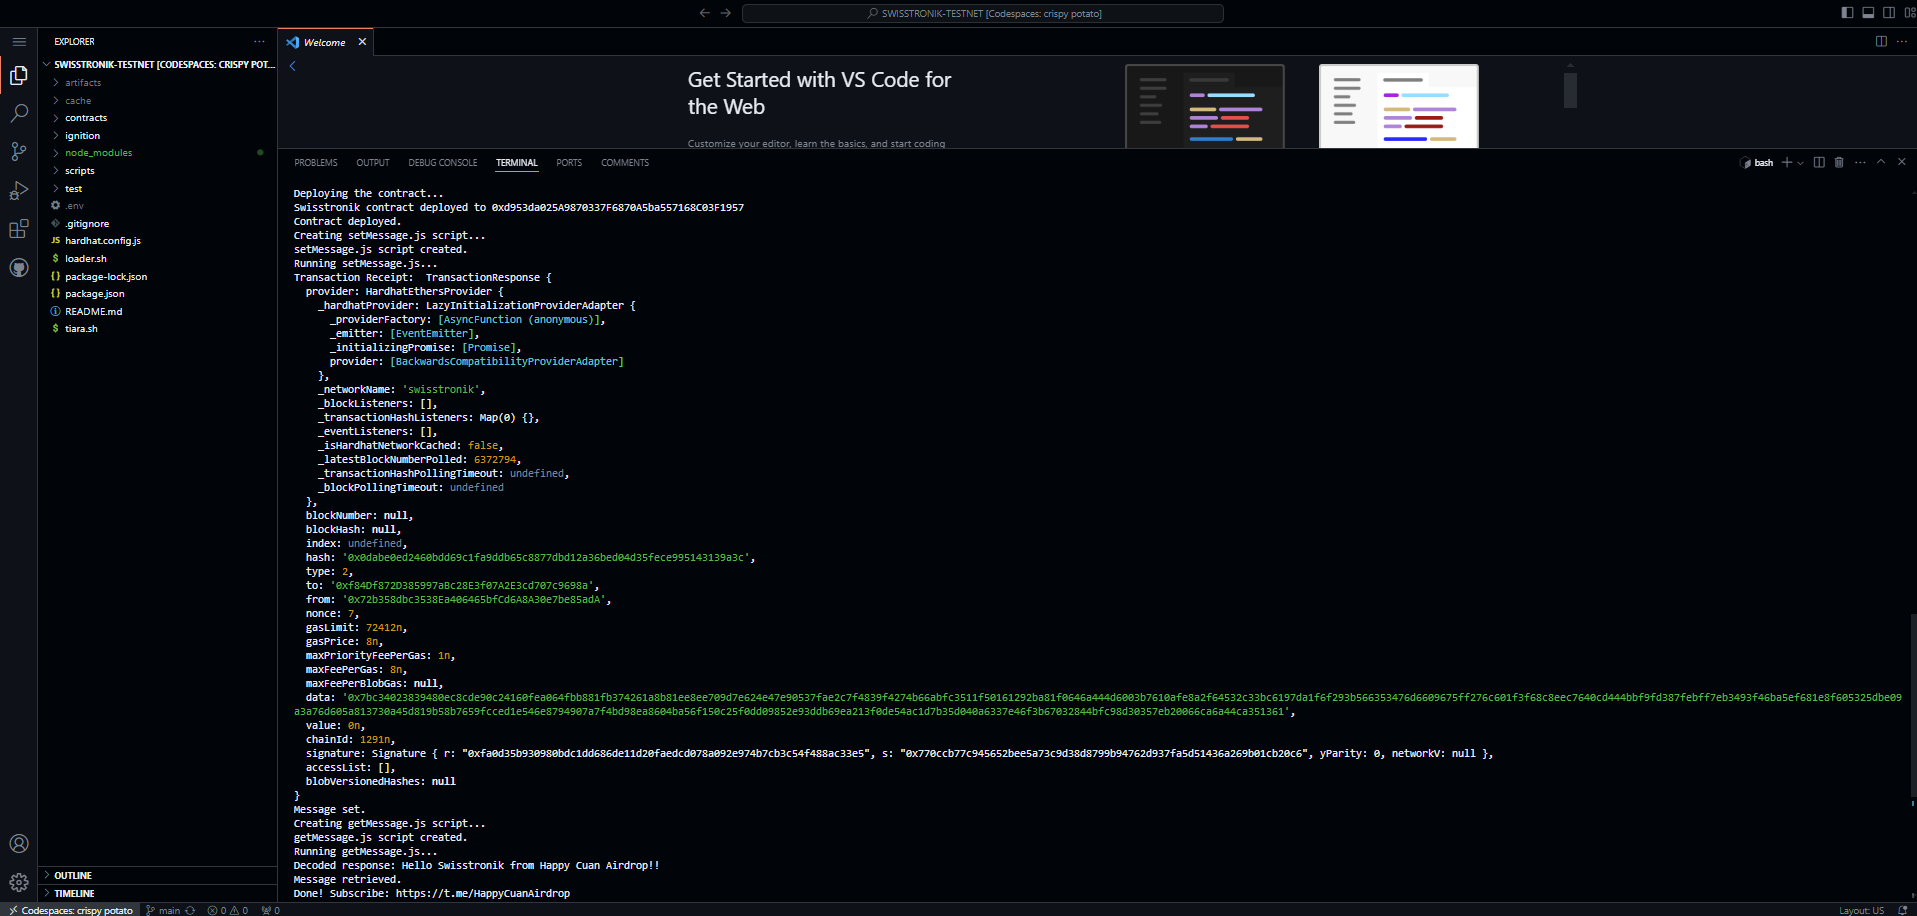 SWISSTRONIK-TESTNET [Codespaces: crispy potato]
EXPLORER
SWISSTRONIK-TESTNET [CODESPACES: CRISPY POT...
artifacts
cache
contracts
ignition
node_modules
scripts
test
.env
.gitignore
JS hardhat.config.js
$ loader.sh
{} package-lock.json
{} package.json
README.md
$ tiara.sh
OUTLINE
TIMELINE
Welcome
Get Started with VS Code for
the Web
Customize your editor, learn the basics, and start coding
PROBLEMS OUTPUT DEBUG CONSOLE TERMINAL PORTS COMMENTS
bash
Deploying the contract...
Swisstronik contract deployed to 0xd953da025A9870337F6870A5ba557168C03F1957
Contract deployed.
Creating setMessage.js script...
setMessage.js script created.
Running setMessage.js...
Transaction Receipt:  TransactionResponse {
provider: HardhatEthersProvider {
_hardhatProvider: LazyInitializationProviderAdapter {
_providerFactory: [AsyncFunction (anonymous)],
_emitter: [EventEmitter],
_initializingPromise: [Promise],
provider: [BackwardsCompatibilityProviderAdapter]
},
_networkName: 'swisstronik',
_blockListeners: [],
_transactionHashListeners: Map(0) {},
_eventListeners: [],
_isHardhatNetworkCached: false,
_latestBlockNumberPolled: 6372794,
_transactionHashPollingTimeout: undefined,
_blockPollingTimeout: undefined
},
blockNumber: null,
blockHash: null,
index: undefined,
hash: '0x0dabe0ed2460bdd69c1fa9ddb65c8877dbd12a36bed04d35fece995143139a3c',
type: 2,
to: '0xf84Df872D385997aBc28E3f07A2E3cd707c9698a',
from: '0x72b358dbc3538Ea406465bfCd6A8A30e7be85adA',
nonce: 7,
gasLimit: 72412n,
gasPrice: 8n,
maxPriorityFeePerGas: 1n,
maxFeePerGas: 8n,
maxFeePerBlobGas: null,
data: '0x7bc34023839480ec8cde90c24160fea064fbb881fb374261a8b81ee8ee709d7e624e47e90537fae2c7f4839f4274b66abfc3511f50161292ba81f0646a444d6003b7610afe8a2f64532c33bc6197da1f6f293b566353476d6609675ff276c601f3f68c8eec7640cd444bbf9fd387febff7eb3493f46ba5ef681e8f605325dbe09
a3a76d605a813730a45d819b58b7659fcced1e546e8794907a7f4bd98ea8604ba56f150c25f0dd09852e93ddb69ea213f0de54ac1d7b35d040a6337e46f3b67032844bfc98d30357eb20066ca6a44ca351361',
value: 0n,
chainId: 1291n,
signature: Signature { r: "0xfa0d35b930980bdc1dd686de11d20faedcd078a092e974b7cb3c54f488ac33e5", s: "0x770ccb77c945652bee5a73c9d38d8799b94762d937fa5d51436a269b01cb20c6", yParity: 0, networkV: null },
accessList: [],
blobVersionedHashes: null
}
Message set.
Creating getMessage.js script...
getMessage.js script created.
Running getMessage.js...
Decoded response: Hello Swisstronik from Happy Cuan Airdrop!!
Message retrieved.
Done! Subscribe: https://t.me/HappyCuanAirdrop
Codespaces: crispy potato main 0 0 0 Layout: US